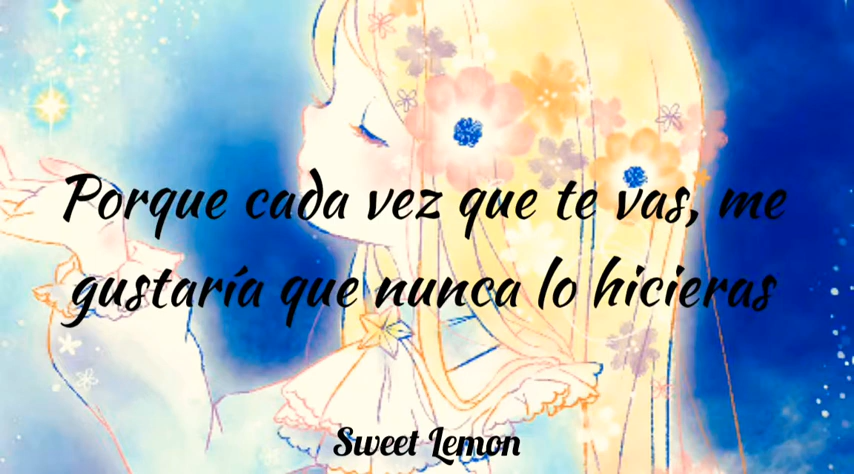 Porque cada vez que te vas, me
gustaría que nunca lo hicieras
Sweet Lemon